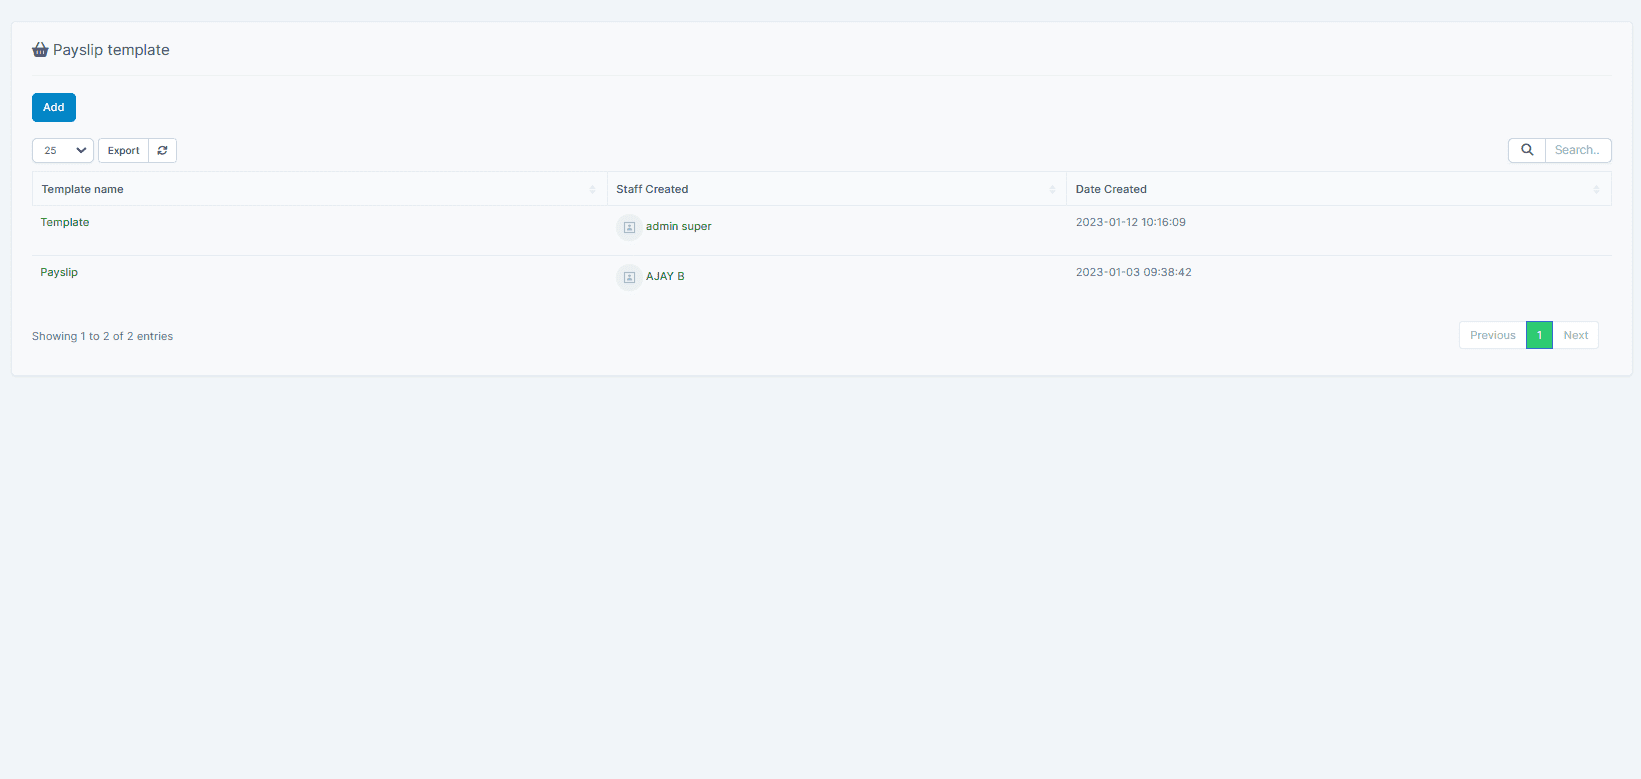 Payslip template
Add
25 Export Search..
Template name Staff Created Date Created
Template admin super 2023-01-12 10:16:09
Payslip AJAY B 2023-01-03 09:38:42
Showing 1 to 2 of 2 entries Previous 1 Next